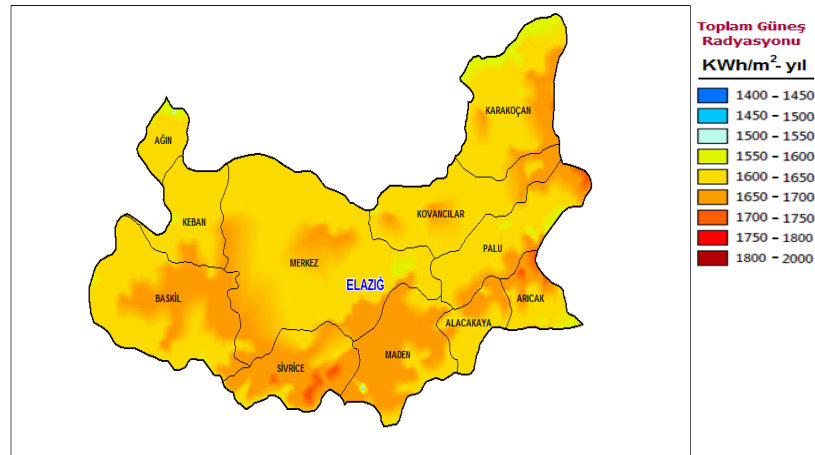 Toplam Güneş
Radyasyonu
KWh/m²- yıl
1400 – 1450
1450 – 1500
1500 – 1550
1550 – 1600
1600 – 1650
1650 – 1700
1700 – 1750
1750 – 1800
1800 – 2000
KARAKOÇAN
AĞIN
KOVANCILAR
KEBAN
PALU
MERKEZ
ELAZIĞ
BASKİL
ARICAK
ALACAKAYA
MADEN
SİVRİCE